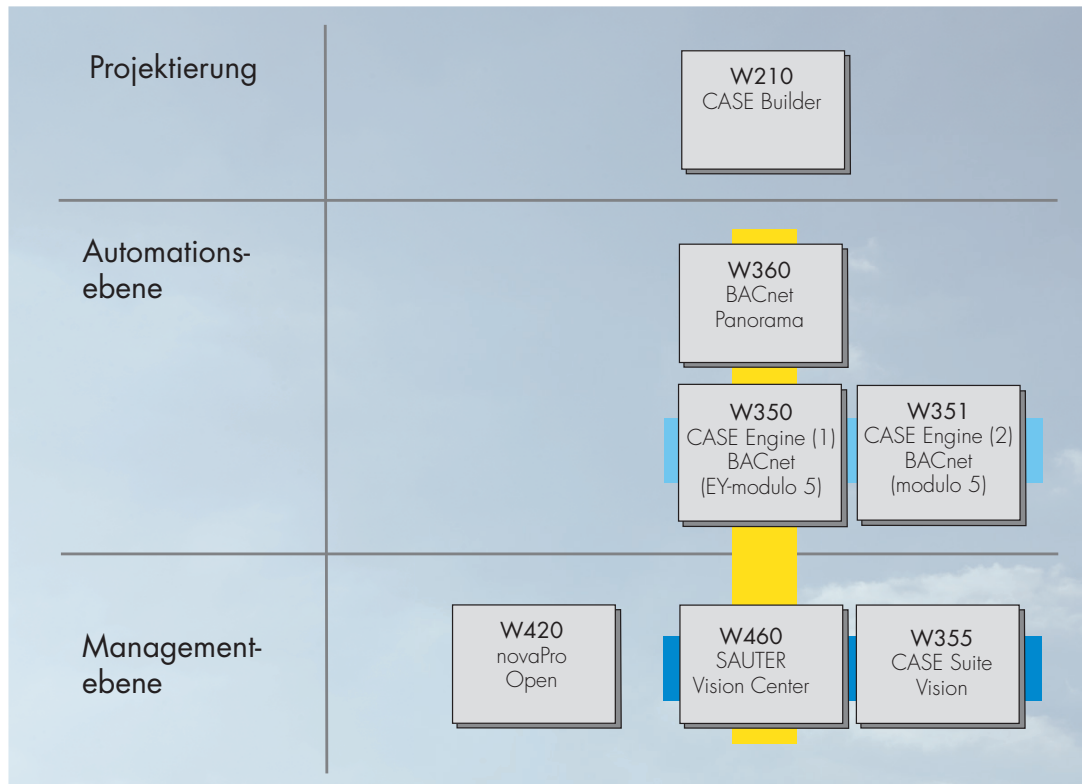 Projektierung
W210
CASE Builder
Automations-
ebene
W360
BACnet
Panorama
W350
CASE Engine (1)
BACnet
(EY-modulo 5)
W351
CASE Engine (2)
BACnet
(modulo 5)
Management-
ebene
W420
novaPro
Open
W460
SAUTER
Vision Center
W355
CASE Suite
Vision